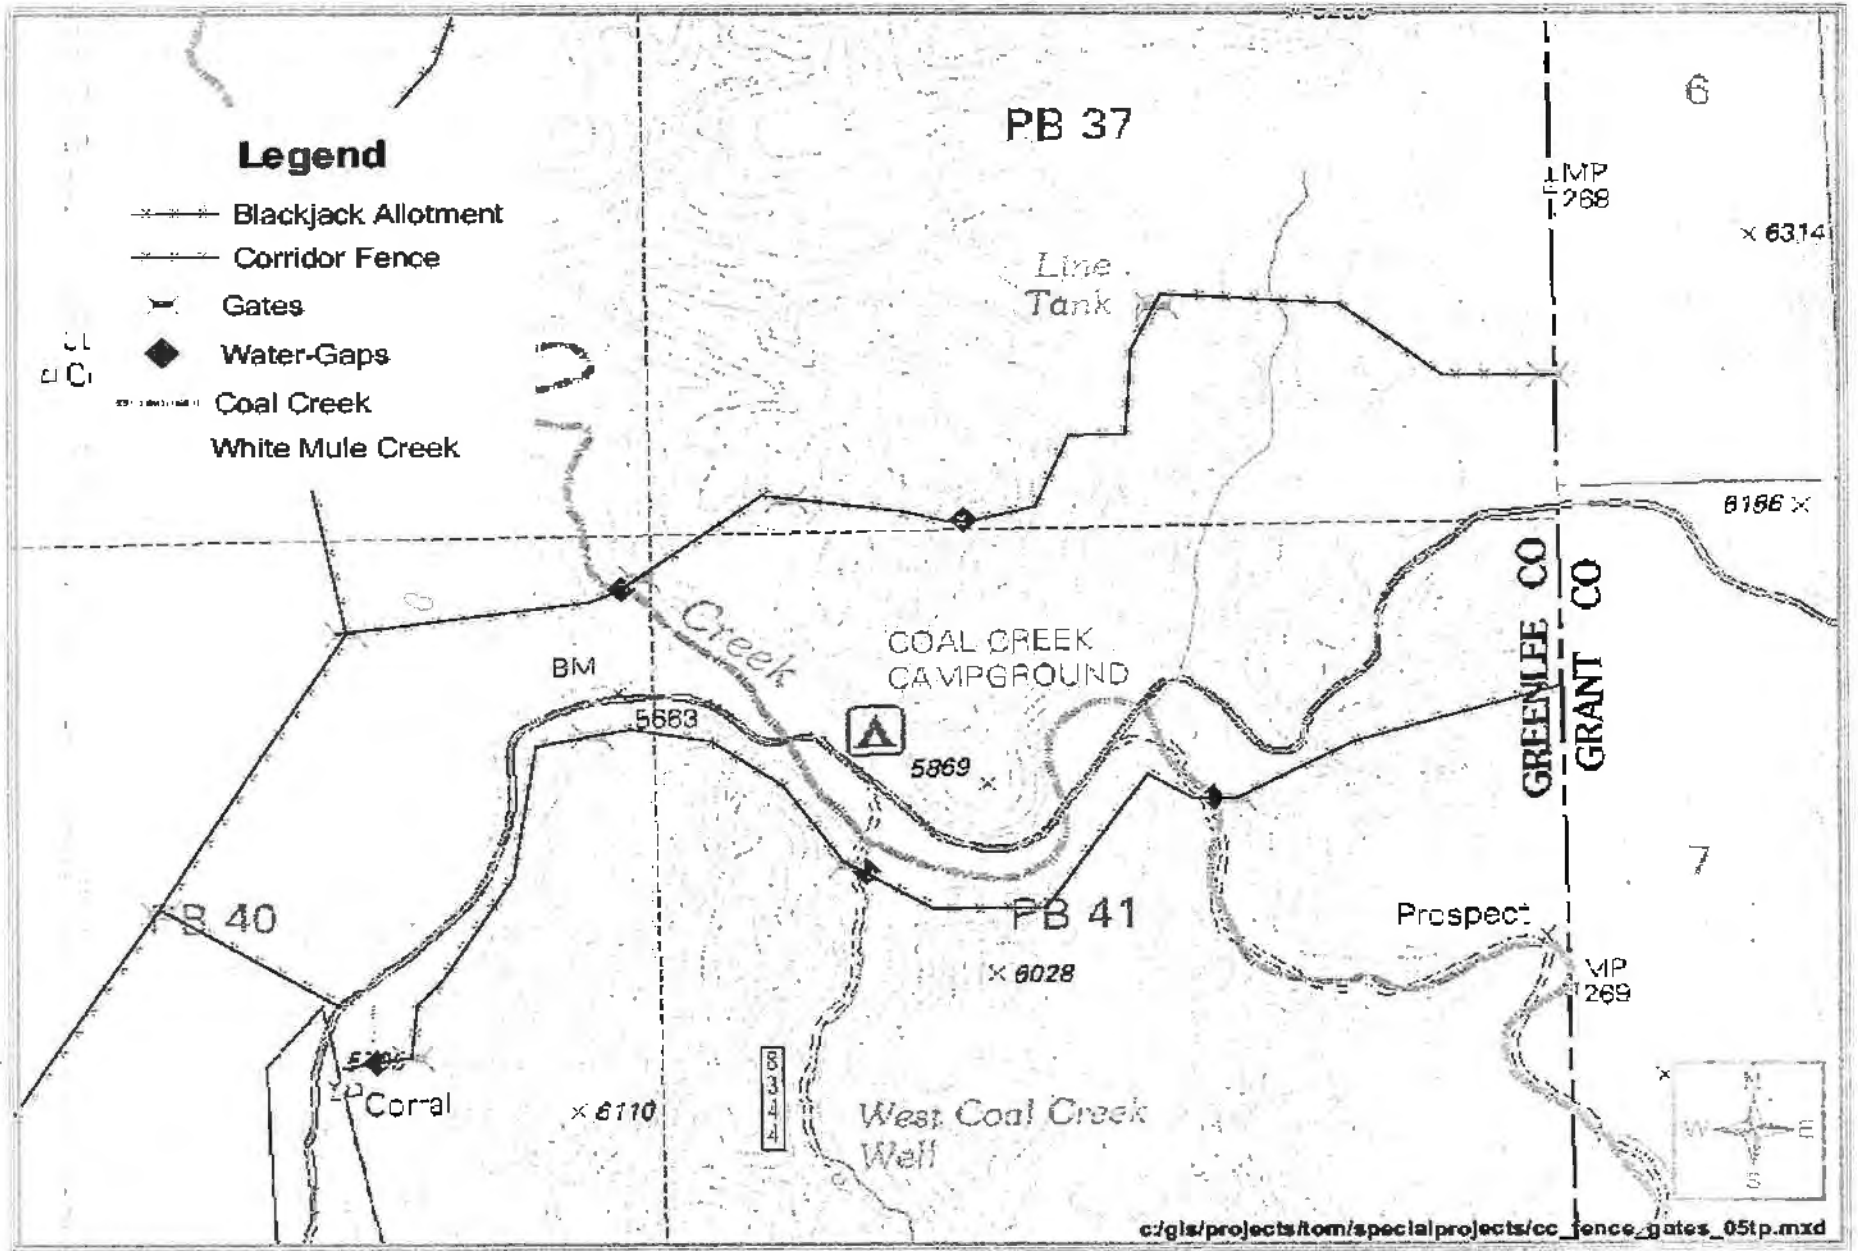 PB 37
6
MP
268
6314
Legend
Blackjack Allotment
Corridor Fence
Gates
Water-Gaps
Coal Creek
White Mule Creek
Line
Tank
6186
Creek
COAL CREEK
CAMPGROUND
BM
5663
5869
GREENLEE CO
GRANT CO
7
B 40
PB 41
Prospect
6028
MP
269
Corral
6110
8344
West Coal Creek
Well
N
W
E
S
c:/gis/projects/tom/specialprojects/cc_fence_gates_05tp.mxd